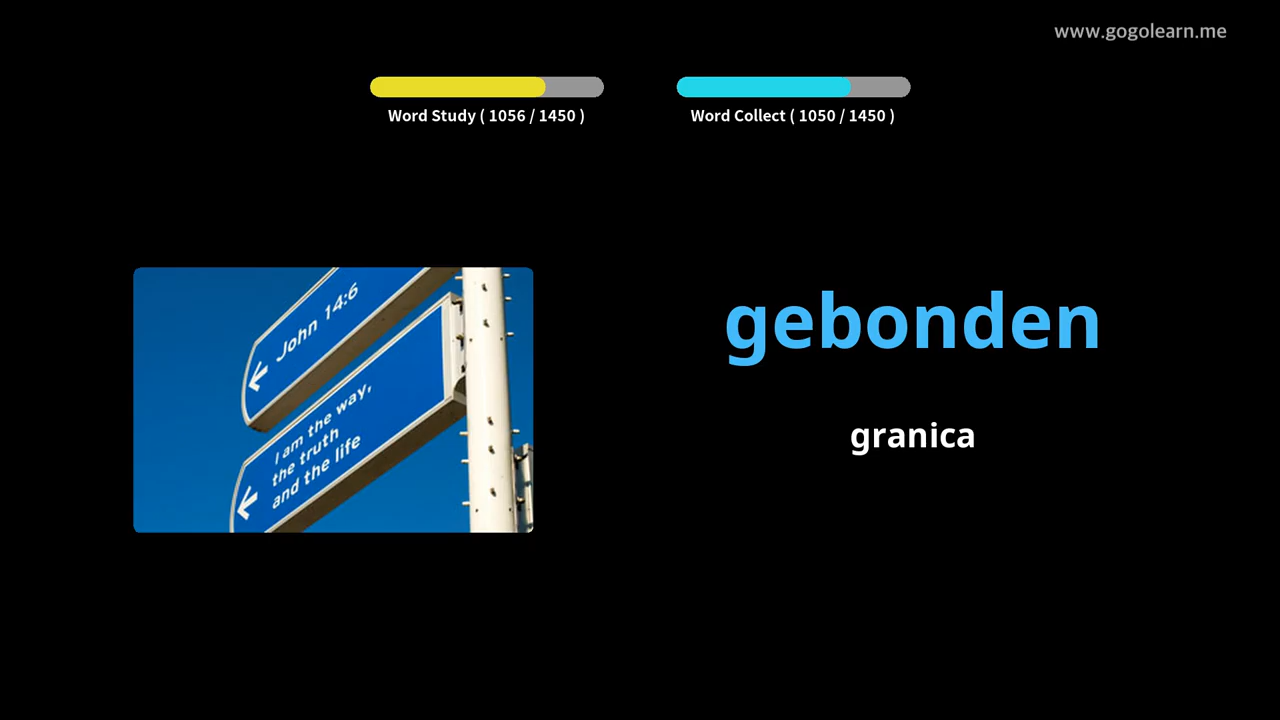 www.gogolearn.me
Word Study ( 1056 / 1450 )
Word Collect ( 1050 / 1450 )
John 14:6
I am the way,
the truth
and the life
gebonden
granica